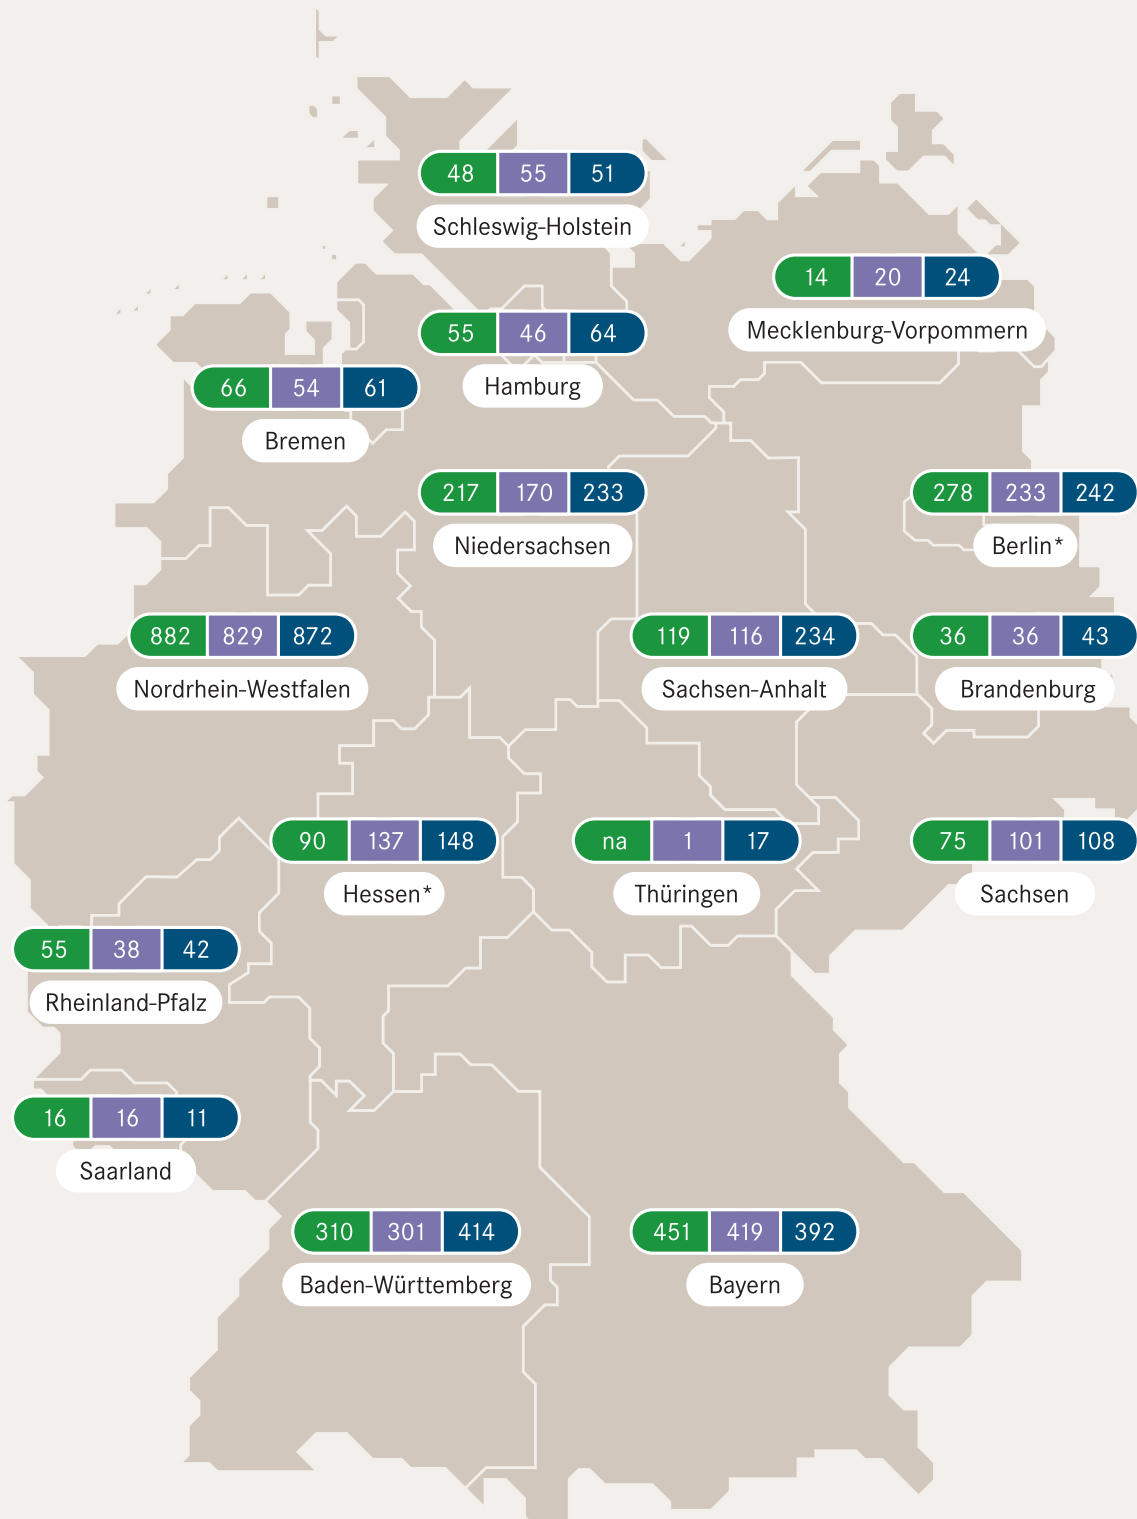 48 55 51
Schleswig-Holstein
14 20 24
Mecklenburg-Vorpommern
55 46 64
Hamburg
66 54 61
Bremen
217 170 233
Niedersachsen
278 233 242
Berlin*
882 829 872
Nordrhein-Westfalen
119 116 234
Sachsen-Anhalt
36 36 43
Brandenburg
90 137 148
Hessen*
na 1 17
Thüringen
75 101 108
Sachsen
55 38 42
Rheinland-Pfalz
16 16 11
Saarland
310 301 414
Baden-Württemberg
451 419 392
Bayern